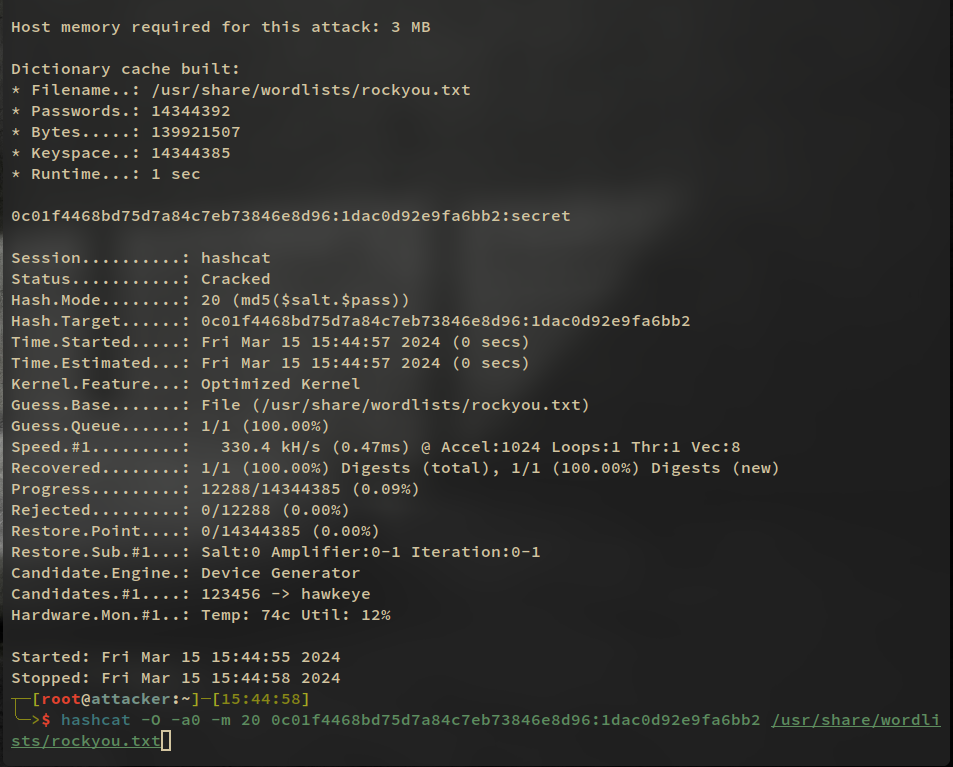 Host memory required for this attack: 3 MB
Dictionary cache built:
* Filename..: /usr/share/wordlists/rockyou.txt
* Passwords.: 14344392
* Bytes.....: 139921507
* Keyspace..: 14344385
* Runtime...: 1 sec
0c01f4468bd75d7a84c7eb73846e8d96:1dac0d92e9fa6bb2:secret
Session..........: hashcat
Status...........: Cracked
Hash.Mode........: 20 (md5($salt.$pass))
Hash.Target......: 0c01f4468bd75d7a84c7eb73846e8d96:1dac0d92e9fa6bb2
Time.Started.....: Fri Mar 15 15:44:57 2024 (0 secs)
Time.Estimated...: Fri Mar 15 15:44:57 2024 (0 secs)
Kernel.Feature...: Optimized Kernel
Guess.Base.......: File (/usr/share/wordlists/rockyou.txt)
Guess.Queue......: 1/1 (100.00%)
Speed.#1.........:   330.4 kH/s (0.47ms) @ Accel:1024 Loops:1 Thr:1 Vec:8
Recovered........: 1/1 (100.00%) Digests (total), 1/1 (100.00%) Digests (new)
Progress.........: 12288/14344385 (0.09%)
Rejected.........: 0/12288 (0.00%)
Restore.Point....: 0/14344385 (0.00%)
Restore.Sub.#1...: Salt:0 Amplifier:0-1 Iteration:0-1
Candidate.Engine.: Device Generator
Candidates.#1....: 123456 -> hawkeye
Hardware.Mon.#1..: Temp: 74c Util: 12%
Started: Fri Mar 15 15:44:55 2024
Stopped: Fri Mar 15 15:44:58 2024
┬─[root@attacker:~]─[15:44:58]
╰─>$ hashcat -O -a0 -m 20 0c01f4468bd75d7a84c7eb73846e8d96:1dac0d92e9fa6bb2 /usr/share/wordli
sts/rockyou.txt